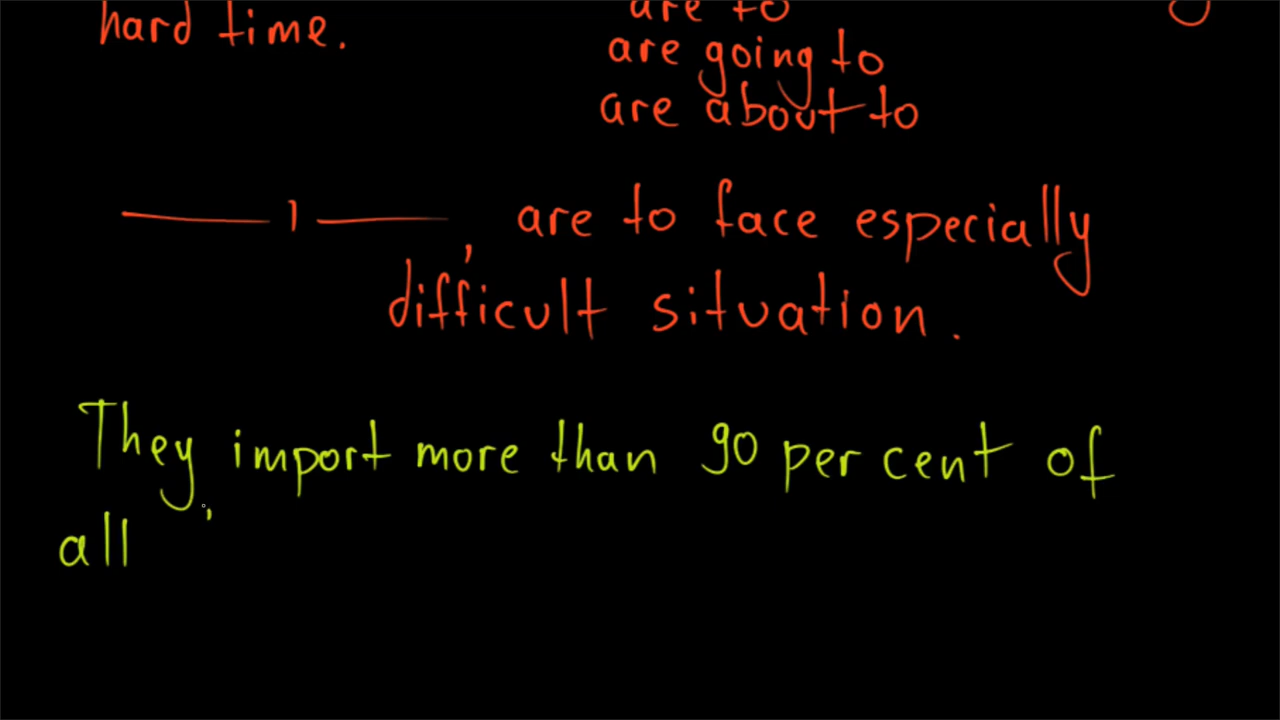 hard time.
are to
are going to
are about to
——— 1 ———, are to face especially
difficult situation.
They import more than 90 per cent of
all